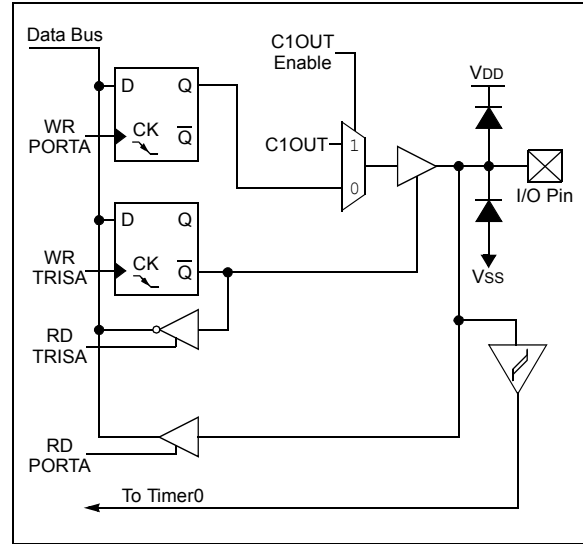 Data Bus
C1OUT
Enable
VDD
D Q
WR
PORTA
CK
Q
C1OUT
1
0
I/O Pin
D Q
WR
TRISA
CK
Q
VSS
RD
TRISA
RD
PORTA
To Timer0